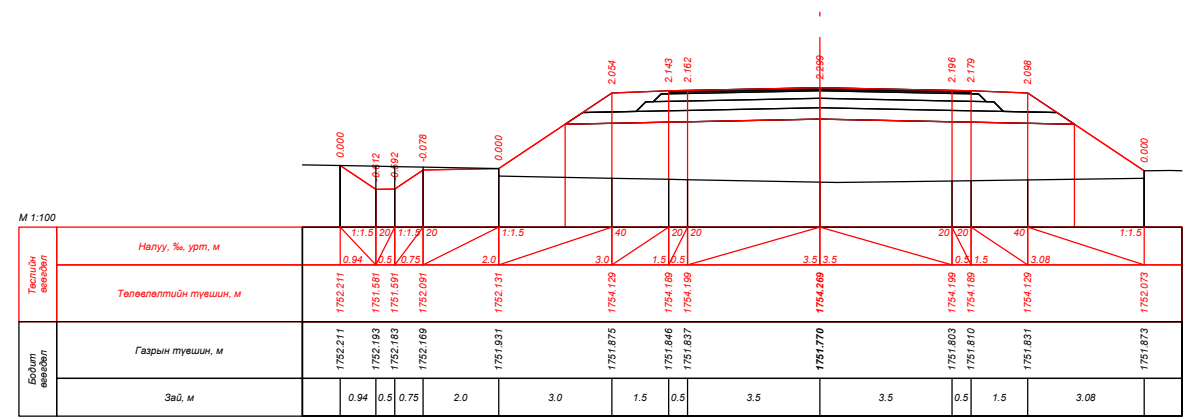 0.000
0.612
0.592
-0.078
0.000
2.054
2.143
2.162
2.299
2.196
2.179
2.098
0.000
М 1:100
Төслийн өгөгдөл
Налуу, ‰, урт, м
1:1.5 20 1:1.5 20 1:1.5 40 20 20 20 20 40 1:1.5
0.94 0.5 0.75 2.0 3.0 1.5 0.5 3.5 3.5 0.5 1.5 3.08
Төлөвлөлтийн түвшин, м
1752.211 1751.581 1751.591 1752.091 1752.131 1754.129 1754.189 1754.199 1754.269 1754.199 1754.189 1754.129 1752.073
Бодит өгөгдөл
Газрын түвшин, м
1752.211 1752.193 1752.183 1752.169 1751.931 1751.875 1751.846 1751.837 1751.770 1751.803 1751.810 1751.831 1751.873
Зай, м
0.94 0.5 0.75 2.0 3.0 1.5 0.5 3.5 3.5 0.5 1.5 3.08